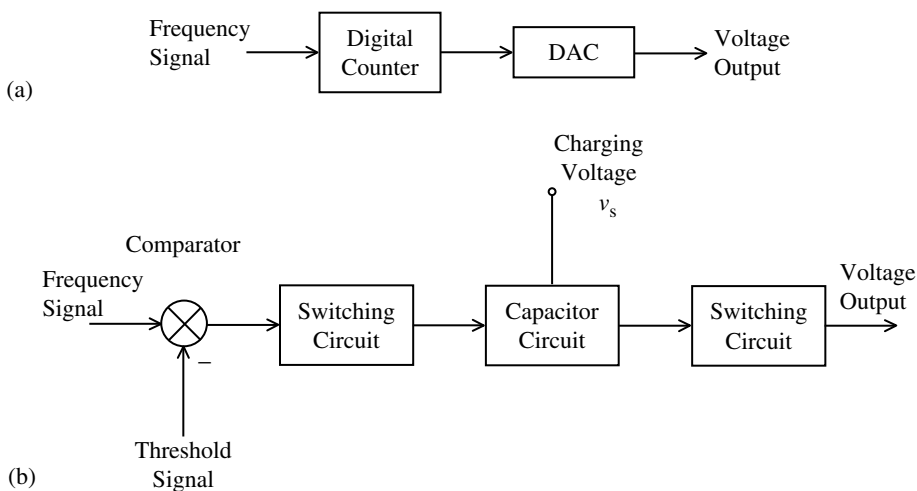 Frequency
Signal
Digital
Counter
DAC
Voltage
Output
(a)
Charging
Voltage
vs
Comparator
Frequency
Signal
Switching
Circuit
Capacitor
Circuit
Switching
Circuit
Voltage
Output
–
Threshold
Signal
(b)